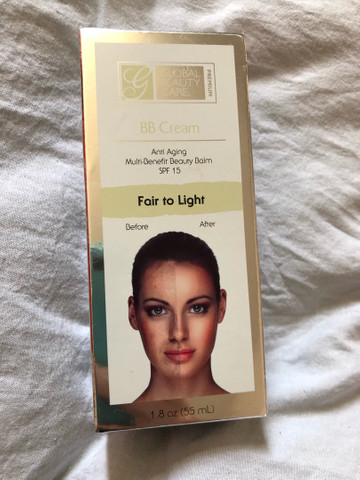 G
GLOBAL
BEAUTY
CARE.
PREMIUM
BB Cream
Anti Aging
Multi-Benefit Beauty Balm
SPF 15
Fair to Light
Before After
1.8 oz (55 mL)